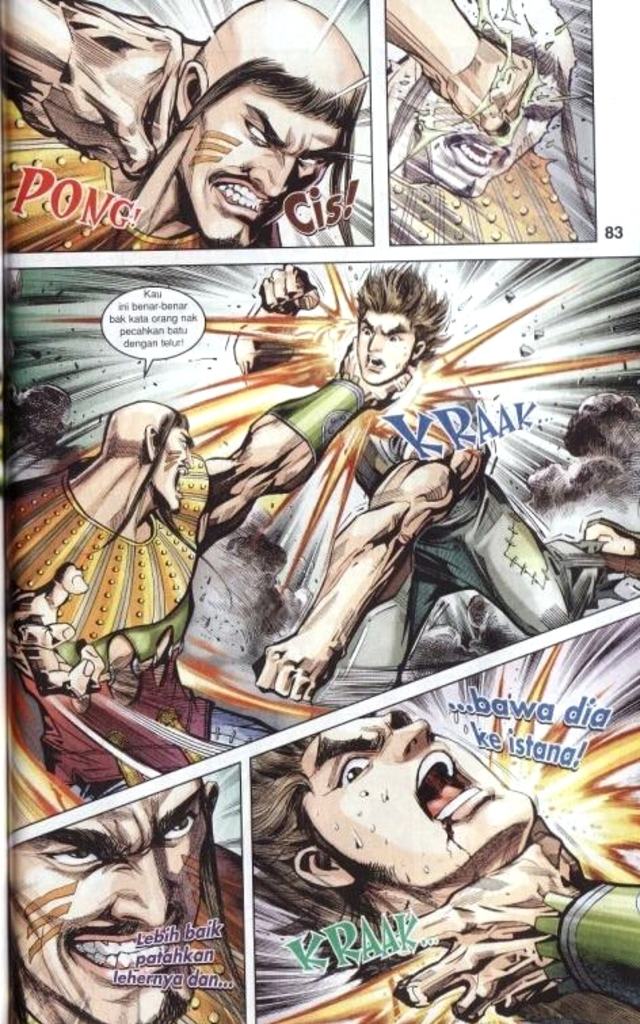 PONG!
Cis!
83
Kau
ini benar-benar
bak kata orang nak
pecahkan batu
dengan telur!
KRAAK...
Lebih baik
patahkan
lehernya dan...
...bawa dia
ke istana!
KRAAK...